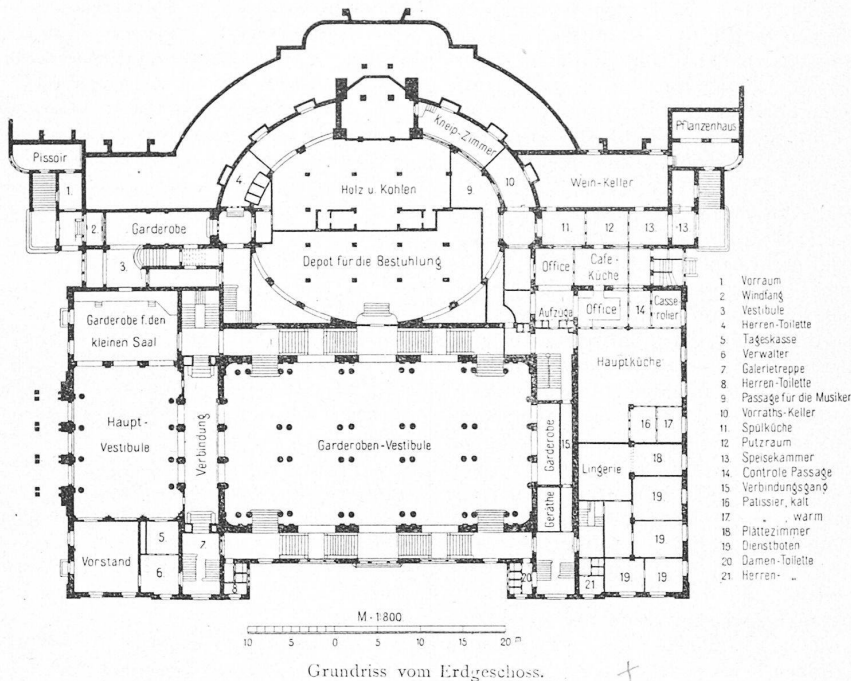 Pissoir
1.
2.
Garderobe
3.
4.
Holz u. Kohlen
Kneip-Zimmer
9.
10.
Wein-Keller
Pflanzenhaus
Depot für die Bestuhlung
11.
12.
13.
13.
Office
Cafe-
Küche
Aufzüge
Office
14
Casse
rolier
Garderobe f. den
kleinen Saal
Haupt-
Vestibule
Verbindung
Garderoben-Vestibule
Garderobe
15
Geräthe
Hauptküche
16
17
Lingerie
18
19
19
19
19
Vorstand
5.
6.
7.
8
20
21
1. Vorraum
2 Windfang
3 Vestibule
4 Herren-Toilette
5 Tageskasse
6 Verwalter
7 Galerietreppe
8 Herren-Toilette
9 Passage für die Musiker
10 Vorraths-Keller
11. Spülküche
12 Putzraum
13. Speisekammer
14. Controle Passage
15 Verbindungsgang
16 Patissier, kalt
17. " , warm
18 Plättezimmer
19 Dienstboten
20 Damen-Toilette
21. Herren- "
M-1:800
10 5 0 5 10 15 20 m
Grundriss vom Erdgeschoss.